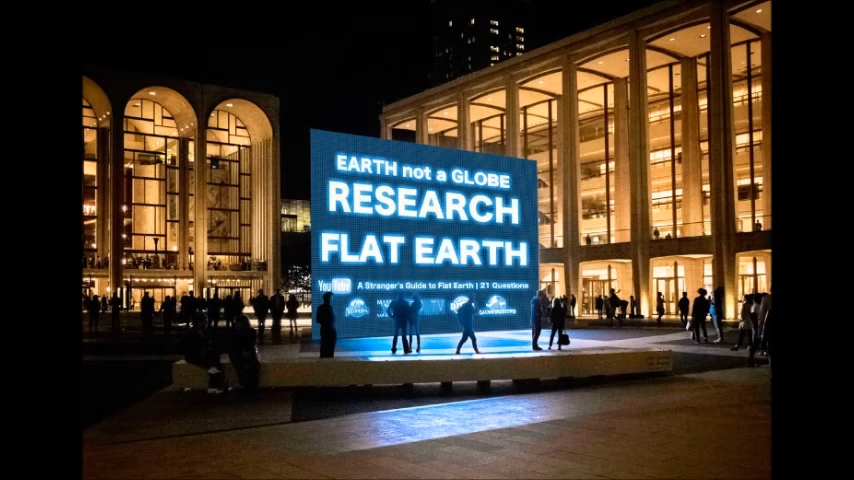 EARTH not a GLOBE
RESEARCH
FLAT EARTH
YouTube A Stranger's Guide to Flat Earth | 21 Questions